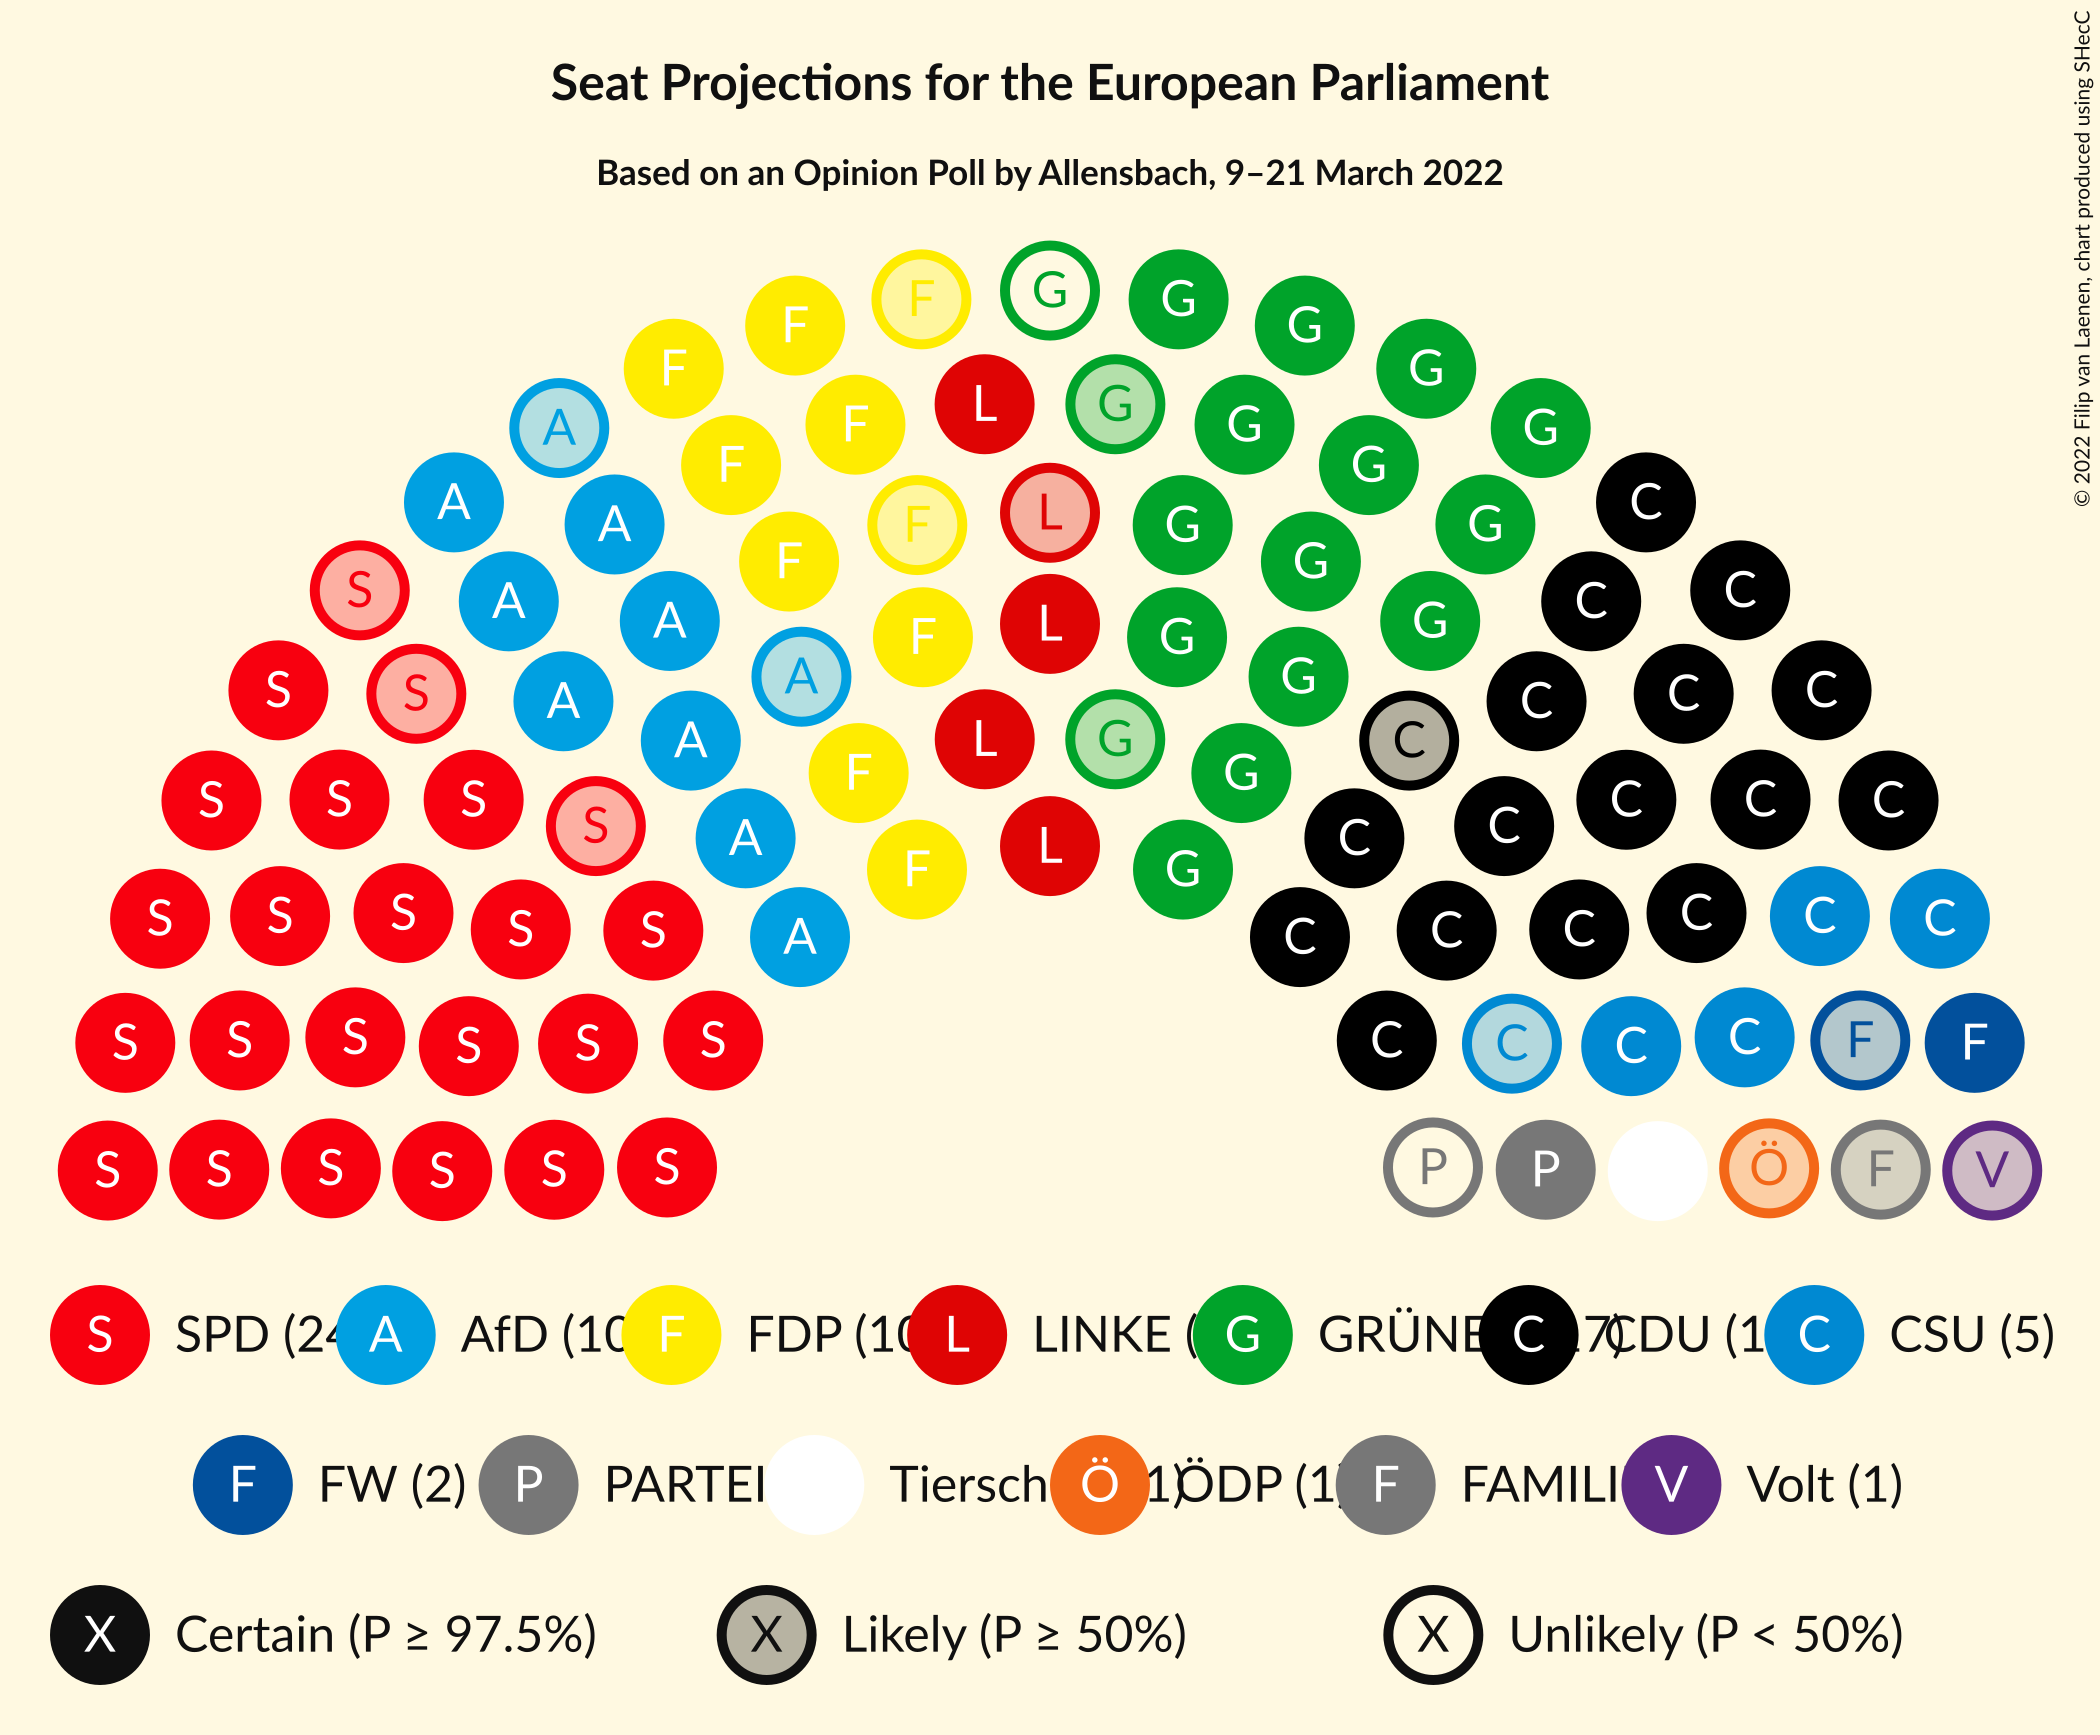 Seat Projections for the European Parliament
Based on an Opinion Poll by Allensbach, 9–21 March 2022
© 2022 Filip van Laenen, chart produced using SHecC
G
F G
F G
F G
A G
L G
F G
A C
L
F G
A G
F G
F G
S C
A C
A G
L
F G
S C
S C
A C
A G
L G
A C
F G
S S S C C C
S C
A C
L
F G
S S C C
S S S C C C
A C
S S S C C C
S S S C C F
S S P
S S S S Ö F V
S SPD (24 A AfD (10 F FDP (10 L LINKE ( G GRÜNE C 7) CDU (1 C CSU (5)
F FW (2) P PARTEI Tiersch Ö 1) ÖDP (1 F FAMILI V Volt (1)
X Certain (P ≥ 97.5%) X Likely (P ≥ 50%) X Unlikely (P < 50%)